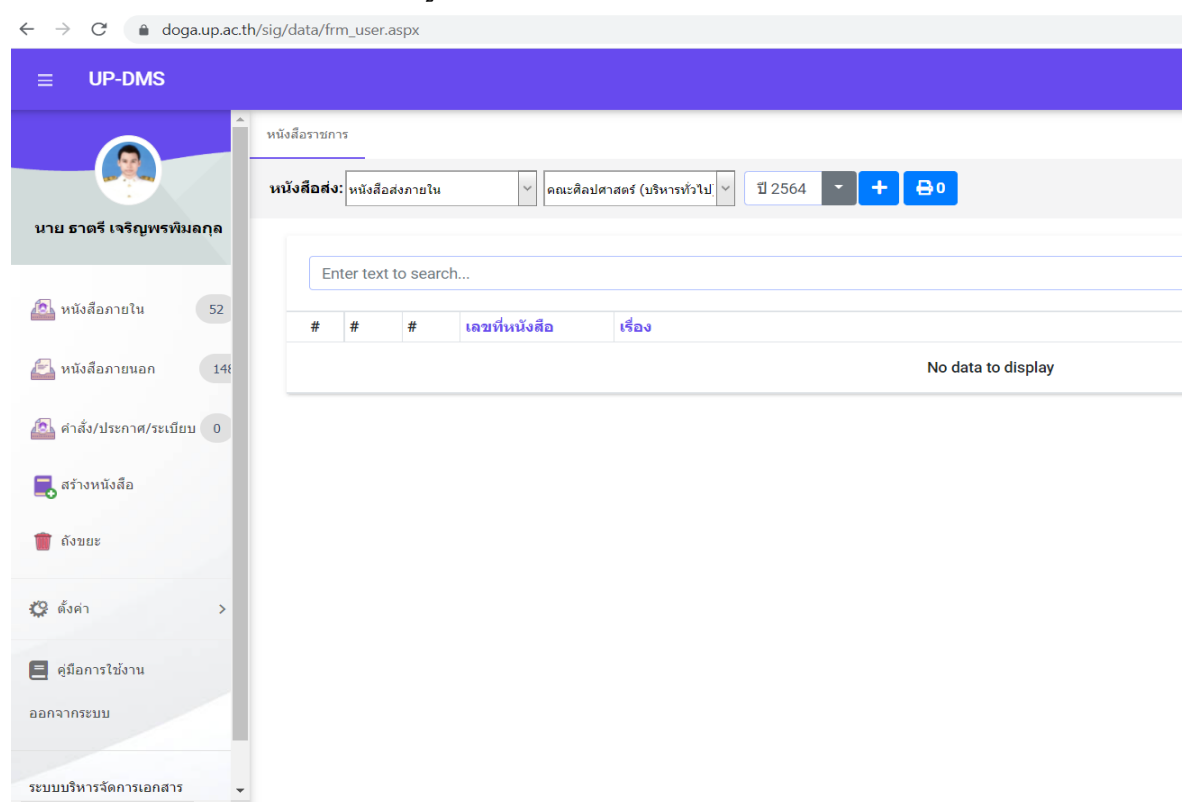 doga.up.ac.th/sig/data/frm_user.aspx
UP-DMS
นาย ธาตรี เจริญพรพิมลกุล
หนังสือภายใน 52
หนังสือภายนอก 148
คำสั่ง/ประกาศ/ระเบียบ 0
สร้างหนังสือ
ถังขยะ
ตั้งค่า
คู่มือการใช้งาน
ออกจากระบบ
ระบบบริหารจัดการเอกสาร
หนังสือราชการ
หนังสือส่ง: หนังสือส่งภายใน คณะศิลปศาสตร์ (บริหารทั่วไป) ปี 2564 0
Enter text to search...
# # # เลขที่หนังสือ เรื่อง
No data to display